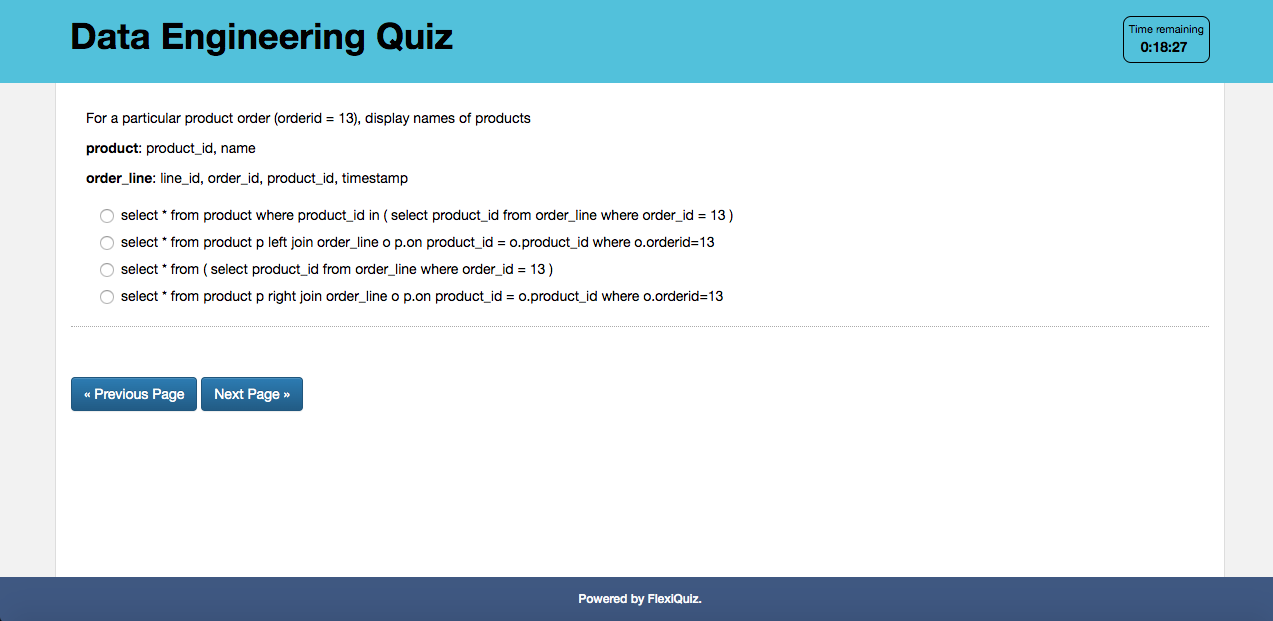 Data Engineering Quiz
Time remaining
0:18:27
For a particular product order (orderid = 13), display names of products
product: product_id, name
order_line: line_id, order_id, product_id, timestamp
select * from product where product_id in ( select product_id from order_line where order_id = 13 )
select * from product p left join order_line o p.on product_id = o.product_id where o.orderid=13
select * from ( select product_id from order_line where order_id = 13 )
select * from product p right join order_line o p.on product_id = o.product_id where o.orderid=13
« Previous Page
Next Page »
Powered by FlexiQuiz.